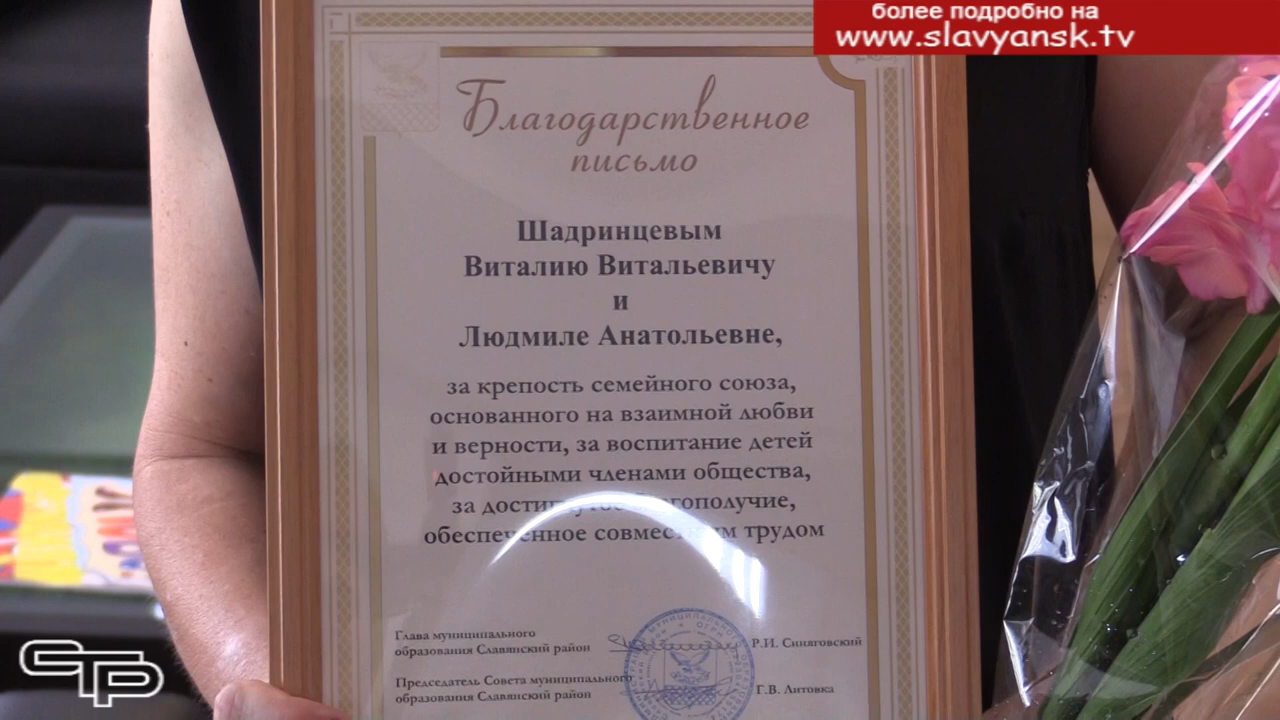 более подробно на
www.slavyansk.tv
Благодарственное
письмо
Шадринцевым
Виталию Витальевичу
и
Людмиле Анатольевне,
за крепость семейного союза,
основанного на взаимной любви
и верности, за воспитание детей
достойными членами общества,
за достигнутое благополучие,
обеспеченное совместным трудом
Глава муниципального
образования Славянский район
Р.И. Синяговский
Председатель Совета муниципального
образования Славянский район
Г.В. Литовка
СТР